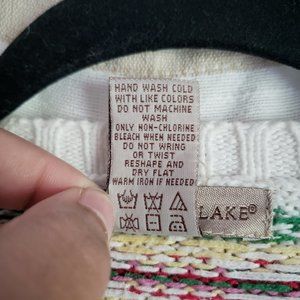 HAND WASH COLD
WITH LIKE COLORS
DO NOT MACHINE
WASH
ONLY NON-CHLORINE
BLEACH WHEN NEEDED
DO NOT WRING
OR TWIST
RESHAPE AND
DRY FLAT
WARM IRON IF NEEDED
LAKE®